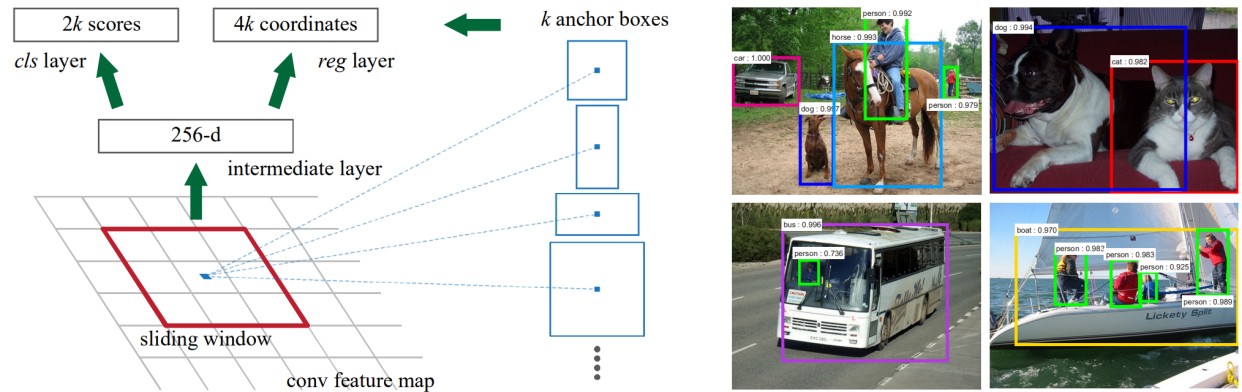 2k scores
4k coordinates
k anchor boxes
cls layer
reg layer
256-d
intermediate layer
sliding window
conv feature map
person : 0.992
horse : 0.993
car : 1.000
person : 0.979
dog : 0.997
dog : 0.994
cat : 0.982
bus : 0.996
person : 0.736
boat : 0.970
person : 0.982
person : 0.983
person : 0.925
person : 0.989
Lickety Split